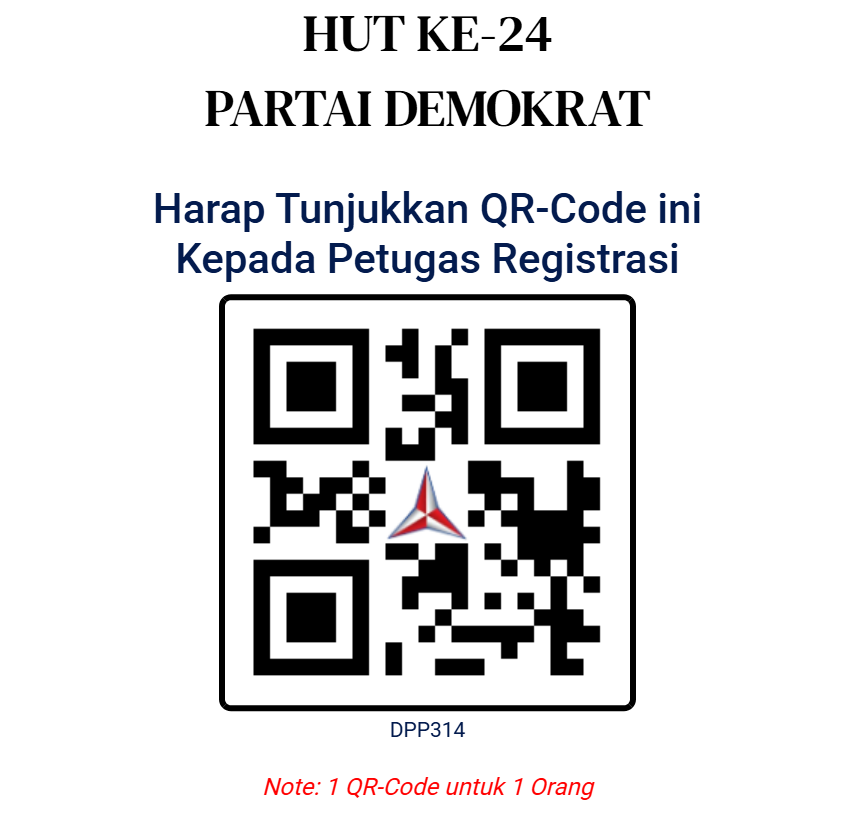 HUT KE-24
PARTAI DEMOKRAT
Harap Tunjukkan QR-Code ini
Kepada Petugas Registrasi
DPP314
Note: 1 QR-Code untuk 1 Orang